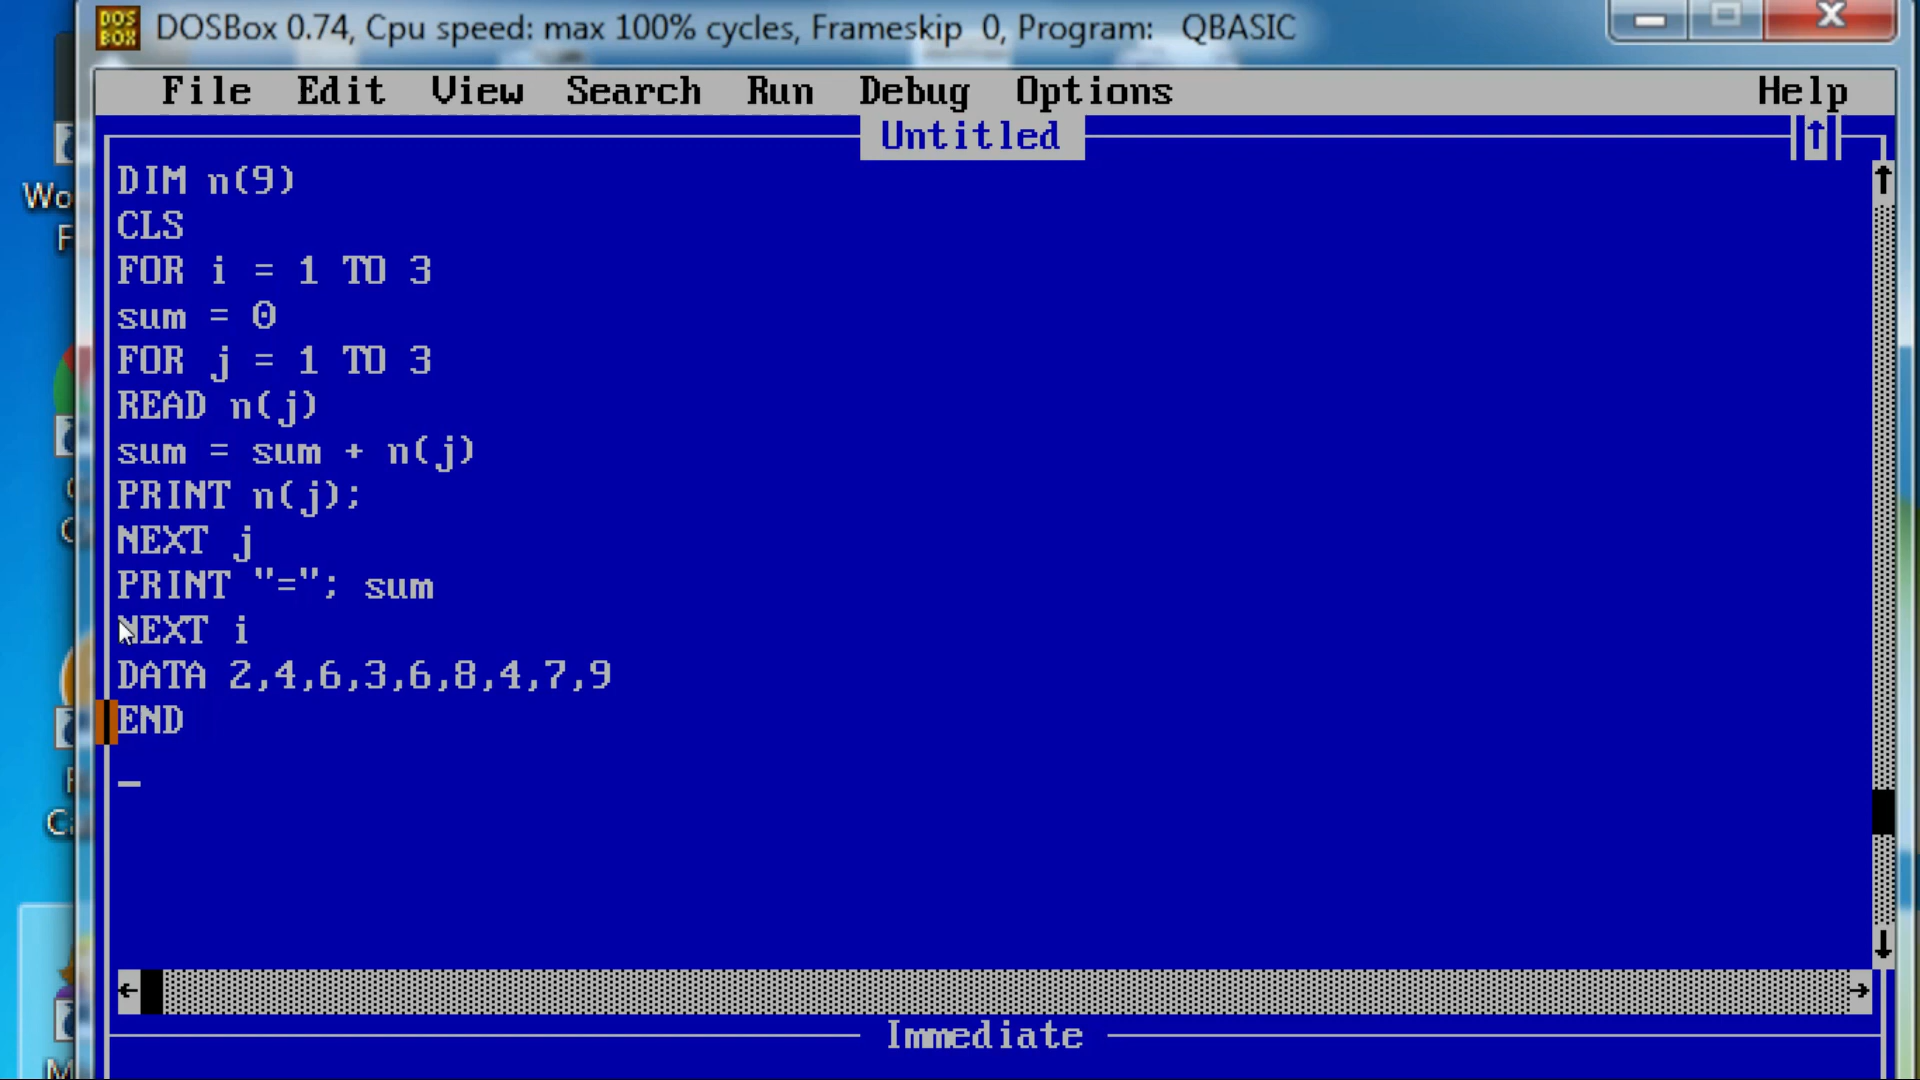 DOSBox 0.74, Cpu speed: max 100% cycles, Frameskip 0, Program: QBASIC
File Edit View Search Run Debug Options Help
Untitled
DIM n(9)
CLS
FOR i = 1 TO 3
sum = 0
FOR j = 1 TO 3
READ n(j)
sum = sum + n(j)
PRINT n(j);
NEXT j
PRINT "="; sum
NEXT i
DATA 2,4,6,3,6,8,4,7,9
END
Immediate